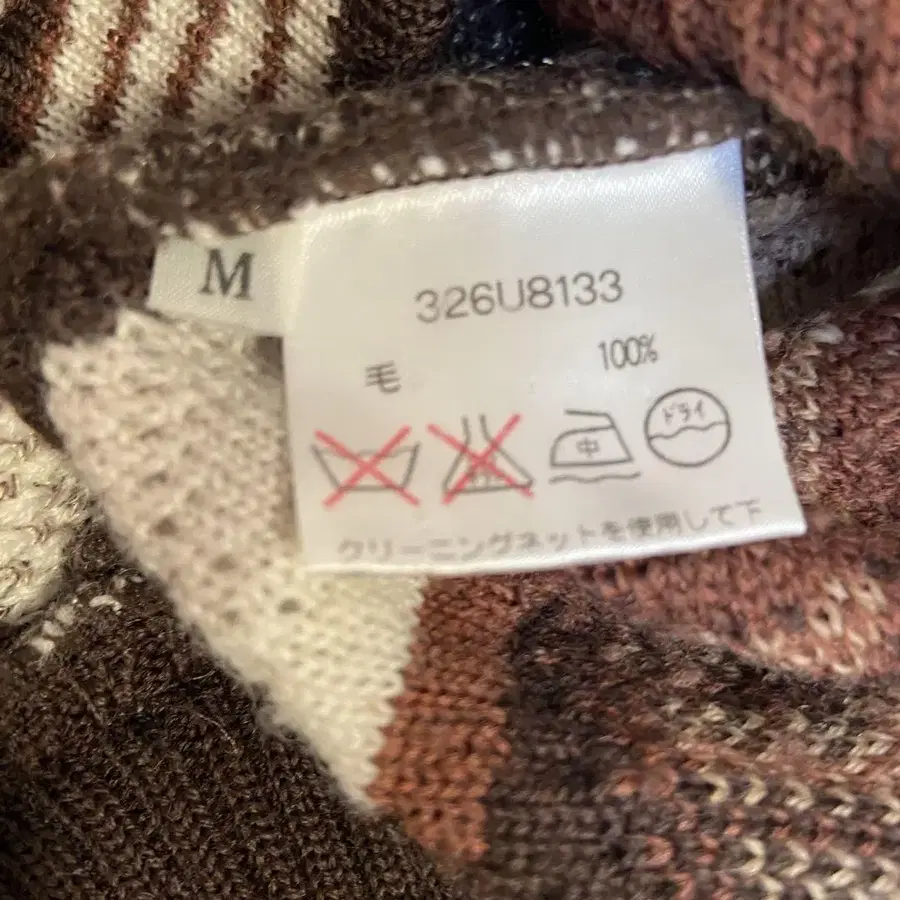 M
326U8133
毛 100%
中 ドライ
クリーニングネットを使用して下